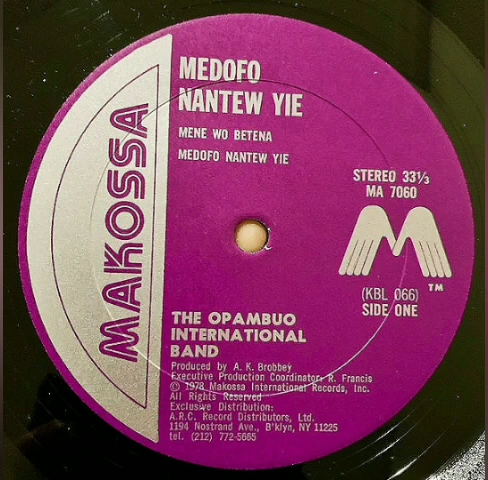 MAKOSSA
MEDOFO
NANTEW YIE
MENE WO BETENA
MEDOFO NANTEW YIE
STEREO 33⅓
MA 7060
M
TM
(KBL 066)
SIDE ONE
THE OPAMBUO
INTERNATIONAL
BAND
Produced by A. K. Brobbey
Executive Production Coordinator, R. Francis
© 1978 Makossa International Records, Inc.
All Rights Reserved
Exclusive Distribution:
A.R.C. Record Distributors, Ltd.
1194 Nostrand Ave., B'klyn, NY 11225
tel. (212) 772-5665